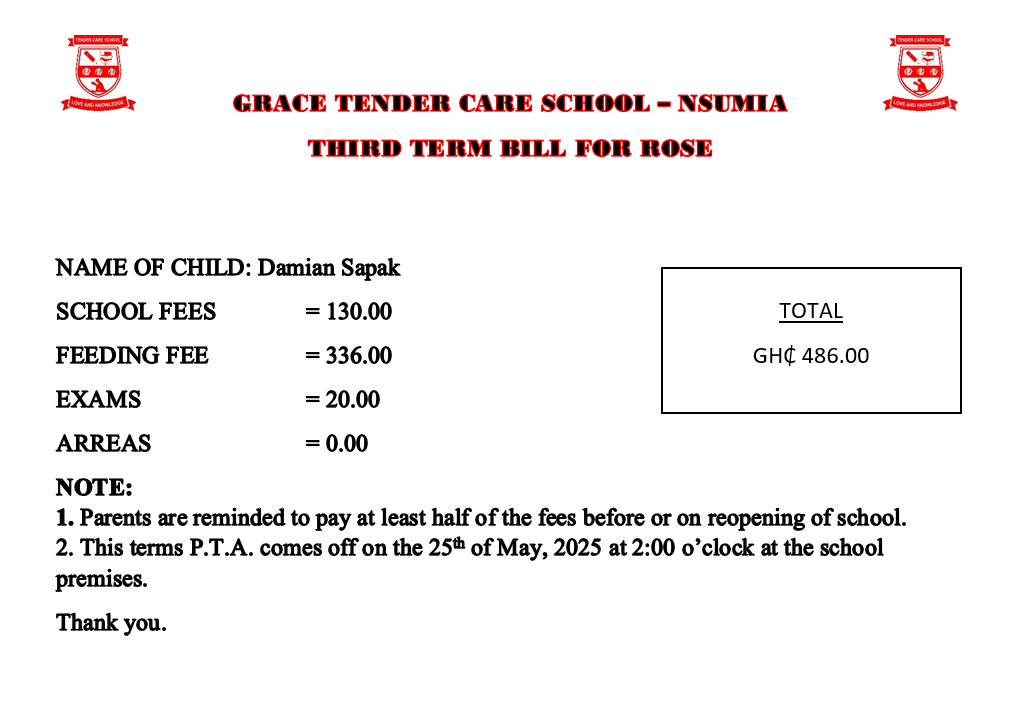 TENDER CARE SCHOOL
LOVE AND KNOWLEDGE
TENDER CARE SCHOOL
LOVE AND KNOWLEDGE
GRACE TENDER CARE SCHOOL – NSUMIA
THIRD TERM BILL FOR ROSE
NAME OF CHILD: Damian Sapak
SCHOOL FEES = 130.00
FEEDING FEE = 336.00
EXAMS = 20.00
ARREAS = 0.00
TOTAL
GH₵ 486.00
NOTE:
1. Parents are reminded to pay at least half of the fees before or on reopening of school.
2. This terms P.T.A. comes off on the 25th of May, 2025 at 2:00 o’clock at the school
premises.
Thank you.